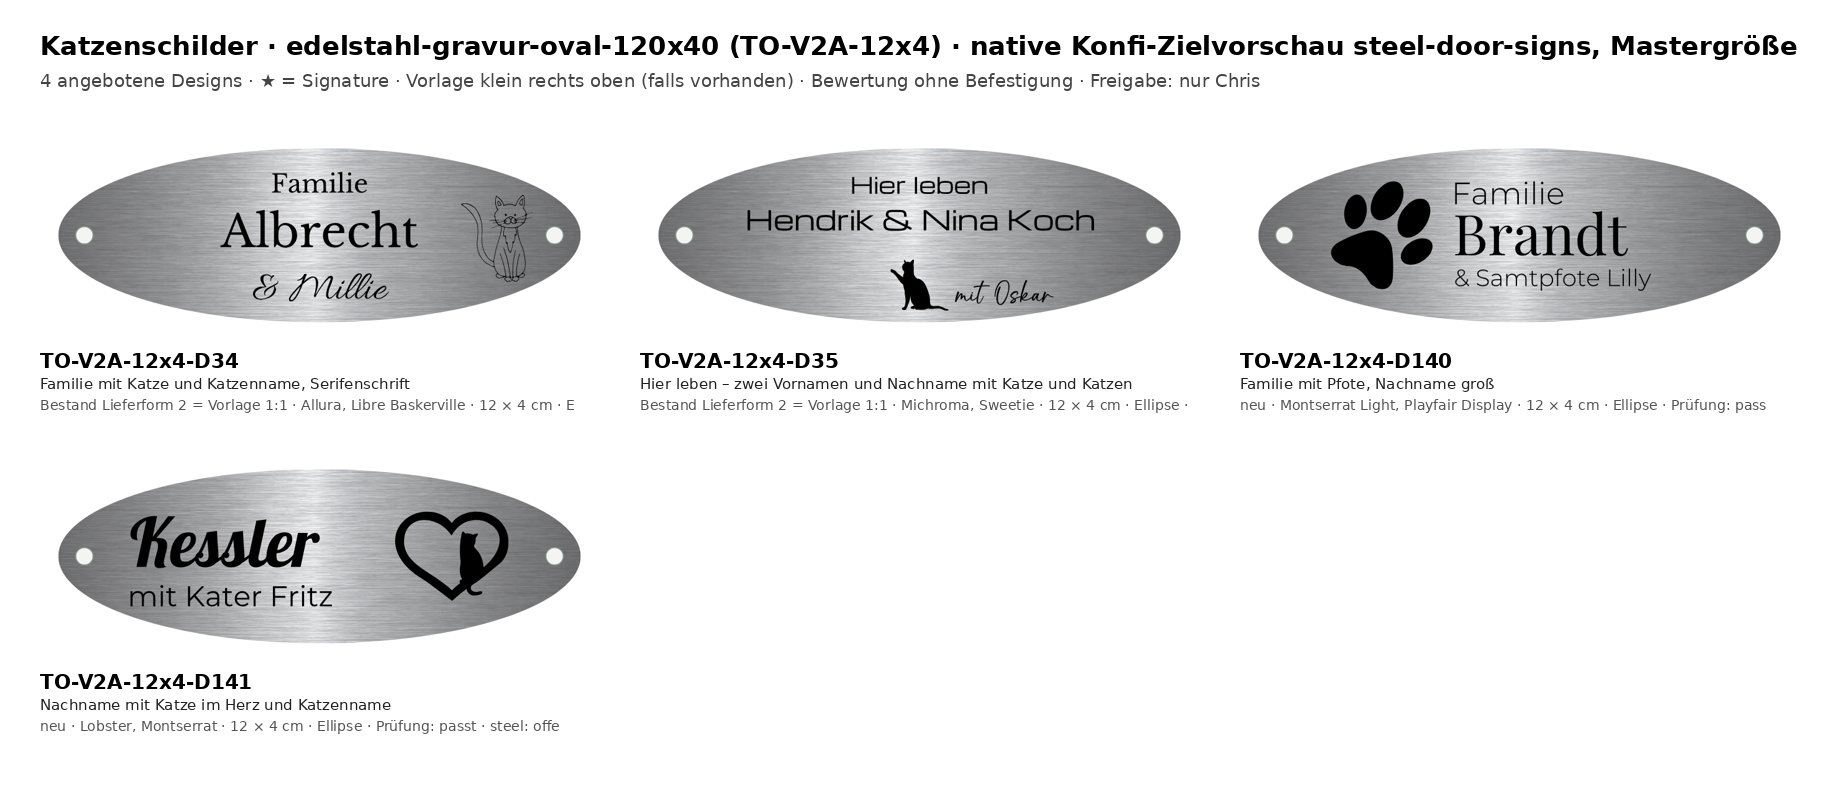 Katzenschilder · edelstahl-gravur-oval-120x40 (TO-V2A-12x4) · native Konfi-Zielvorschau steel-door-signs, Mastergröße
4 angebotene Designs · ★ = Signature · Vorlage klein rechts oben (falls vorhanden) · Bewertung ohne Befestigung · Freigabe: nur Chris
Familie
Albrecht
& Millie
TO-V2A-12x4-D34
Familie mit Katze und Katzenname, Serifenschrift
Bestand Lieferform 2 = Vorlage 1:1 · Allura, Libre Baskerville · 12 × 4 cm · E
Hier leben
Hendrik & Nina Koch
mit Oskar
TO-V2A-12x4-D35
Hier leben – zwei Vornamen und Nachname mit Katze und Katzen
Bestand Lieferform 2 = Vorlage 1:1 · Michroma, Sweetie · 12 × 4 cm · Ellipse ·
Familie
Brandt
& Samtpfote Lilly
TO-V2A-12x4-D140
Familie mit Pfote, Nachname groß
neu · Montserrat Light, Playfair Display · 12 × 4 cm · Ellipse · Prüfung: pass
Kessler
mit Kater Fritz
TO-V2A-12x4-D141
Nachname mit Katze im Herz und Katzenname
neu · Lobster, Montserrat · 12 × 4 cm · Ellipse · Prüfung: passt · steel: offe